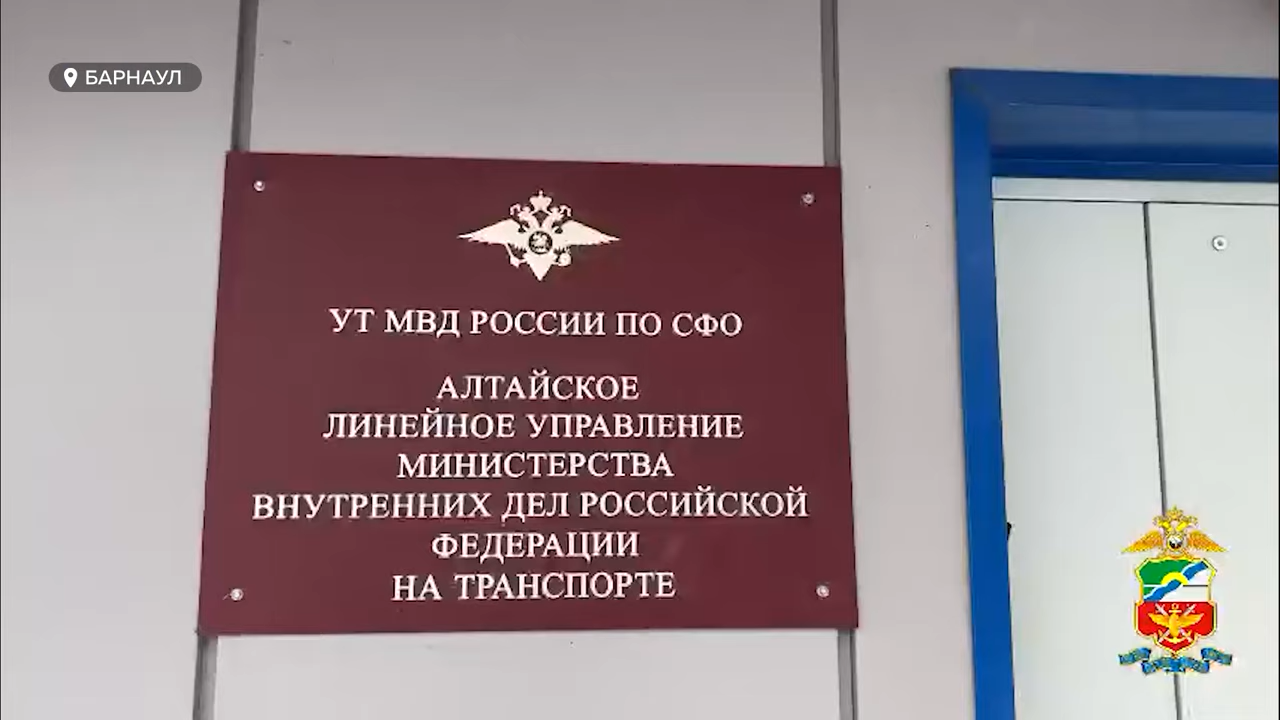 БАРНАУЛ
УТ МВД РОССИИ ПО СФО
АЛТАЙСКОЕ
ЛИНЕЙНОЕ УПРАВЛЕНИЕ
МИНИСТЕРСТВА
ВНУТРЕННИХ ДЕЛ РОССИЙСКОЙ
ФЕДЕРАЦИИ
НА ТРАНСПОРТЕ